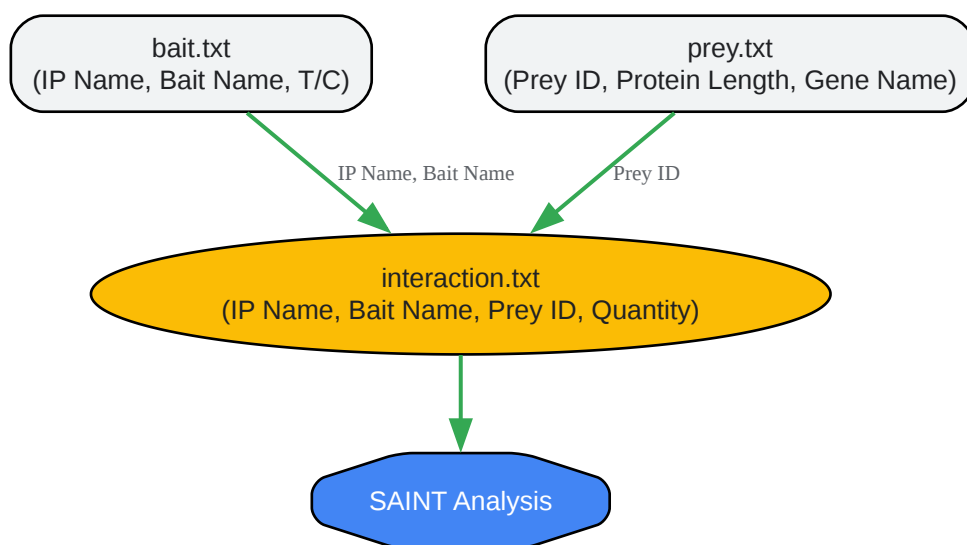 bait.txt
(IP Name, Bait Name, T/C)
prey.txt
(Prey ID, Protein Length, Gene Name)
IP Name, Bait Name
Prey ID
interaction.txt
(IP Name, Bait Name, Prey ID, Quantity)
SAINT Analysis